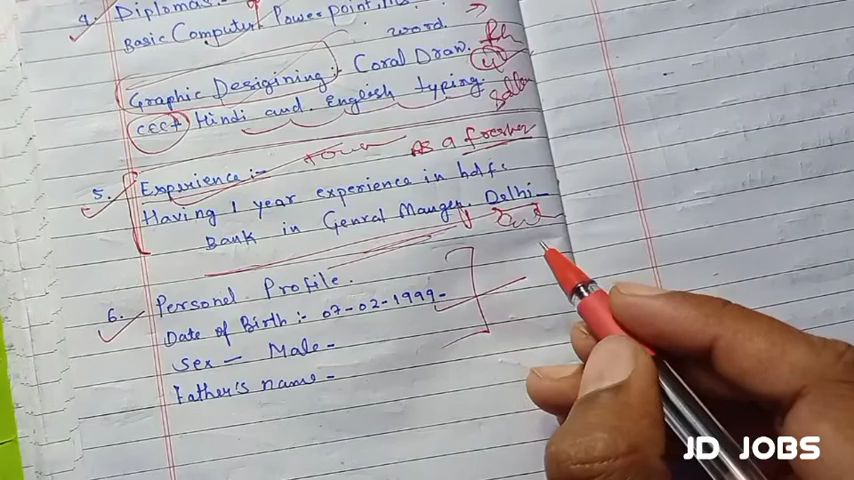 4. Diplomas
Basic Computer, PowerPoint,
word.
Graphic Desigining :- Coral Draw.
CCC+ Hindi and English typing.
As a fresher
5. Experience :-
Having 1 year experience in hdfc
Bank in Genral Manger. Delhi -
6. Personel Profile.
Date of Birth :- 07-02-1999-
Sex - Male -
Father's name -
JD JOBS